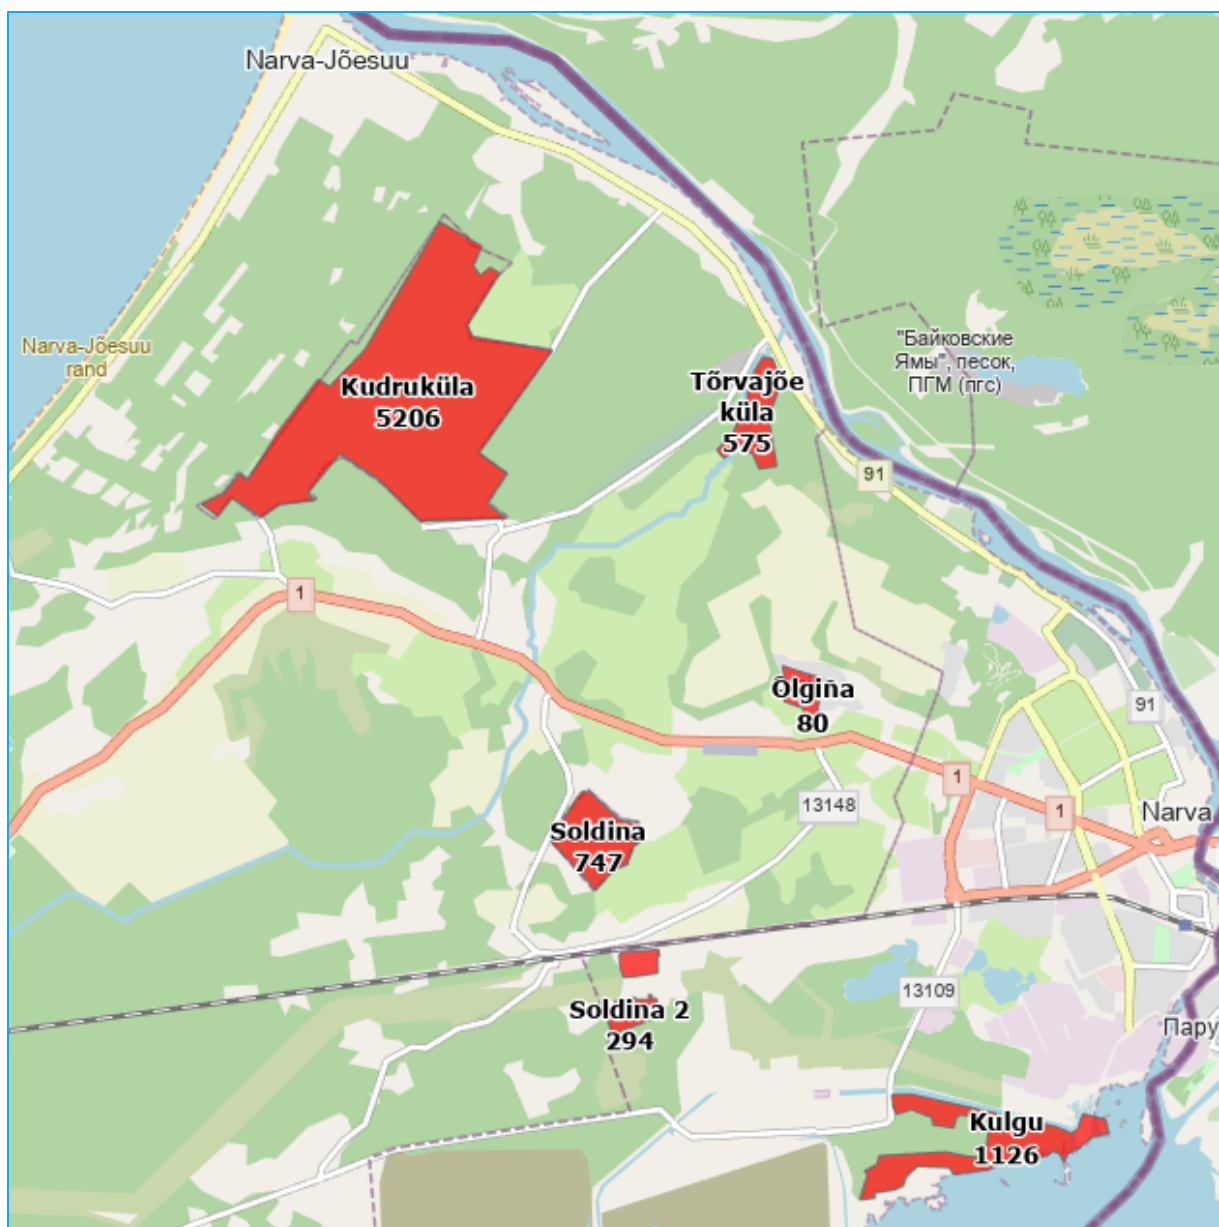 Narva-Jõesuu
Narva-Jõesuu
rand
"Байковские
Ямы", песок,
ПГМ (пгс)
Kudruküla
5206
Tõrvajõe
küla
575
91
1
Olgina
80
91
1
13148
1
Narva
Soldina
747
13109
Soldina 2
294
Пару
Kulgu
1126